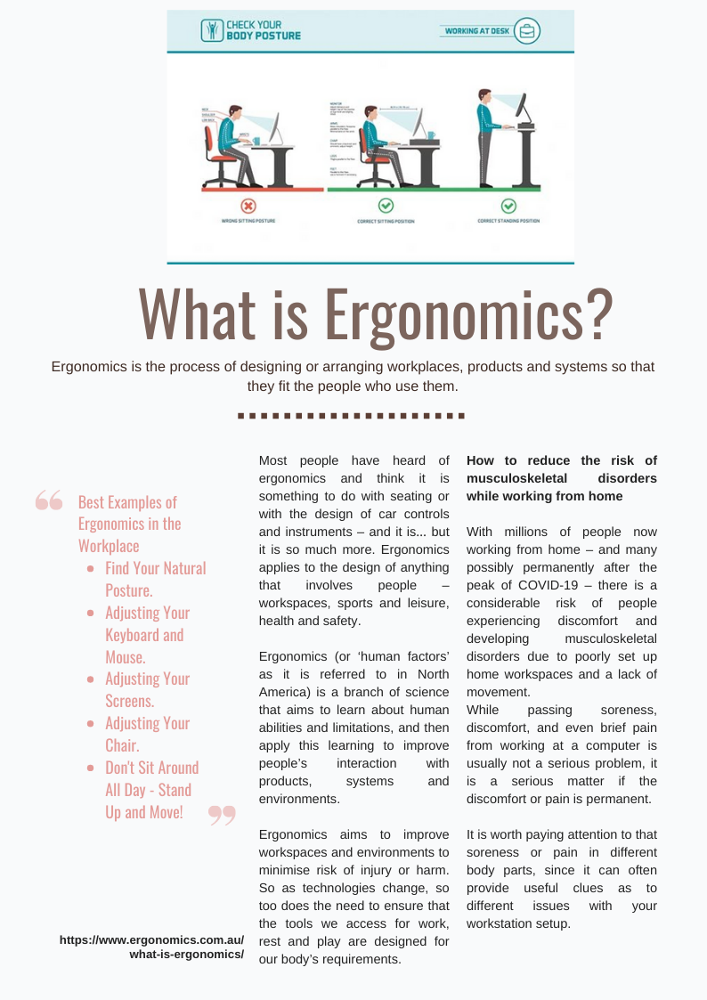 CHECK YOUR
BODY POSTURE
WORKING AT DESK
NECK
SHOULDER
LOW BACK
WRISTS
MONITOR
ARMS
CHAIR
LEGS
FEET
WRONG SITTING POSTURE
CORRECT SITTING POSITION
CORRECT STANDING POSITION
What is Ergonomics?
Ergonomics is the process of designing or arranging workplaces, products and systems so that
they fit the people who use them.
“
Best Examples of
Ergonomics in the
Workplace
• Find Your Natural
Posture.
• Adjusting Your
Keyboard and
Mouse.
• Adjusting Your
Screens.
• Adjusting Your
Chair.
• Don't Sit Around
All Day - Stand
Up and Move!
”
https://www.ergonomics.com.au/
what-is-ergonomics/
Most people have heard of
ergonomics and think it is
something to do with seating or
with the design of car controls
and instruments – and it is... but
it is so much more. Ergonomics
applies to the design of anything
that involves people –
workspaces, sports and leisure,
health and safety.
Ergonomics (or ‘human factors’
as it is referred to in North
America) is a branch of science
that aims to learn about human
abilities and limitations, and then
apply this learning to improve
people’s interaction with
products, systems and
environments.
Ergonomics aims to improve
workspaces and environments to
minimise risk of injury or harm.
So as technologies change, so
too does the need to ensure that
the tools we access for work,
rest and play are designed for
our body’s requirements.
How to reduce the risk of
musculoskeletal disorders
while working from home
With millions of people now
working from home – and many
possibly permanently after the
peak of COVID-19 – there is a
considerable risk of people
experiencing discomfort and
developing musculoskeletal
disorders due to poorly set up
home workspaces and a lack of
movement.
While passing soreness,
discomfort, and even brief pain
from working at a computer is
usually not a serious problem, it
is a serious matter if the
discomfort or pain is permanent.
It is worth paying attention to that
soreness or pain in different
body parts, since it can often
provide useful clues as to
different issues with your
workstation setup.